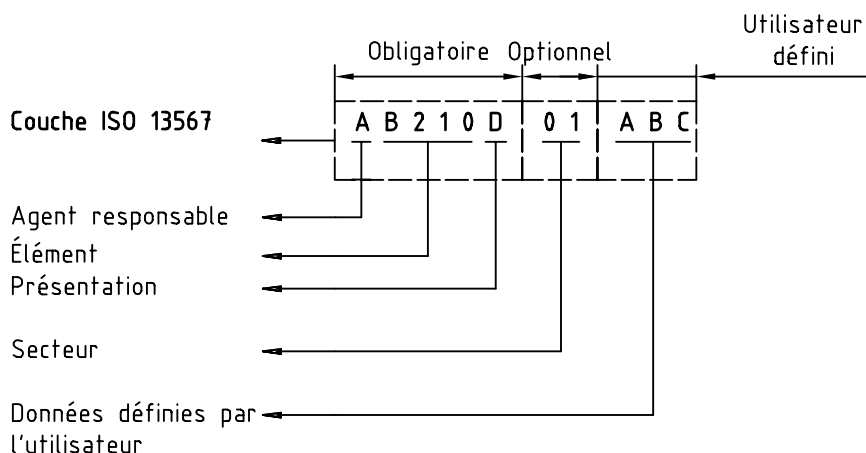 Utilisateur
défini
Obligatoire Optionnel
Couche ISO 13567
A B 2 1 0 D 0 1 A B C
Agent responsable
Élément
Présentation
Secteur
Données définies par
l'utilisateur